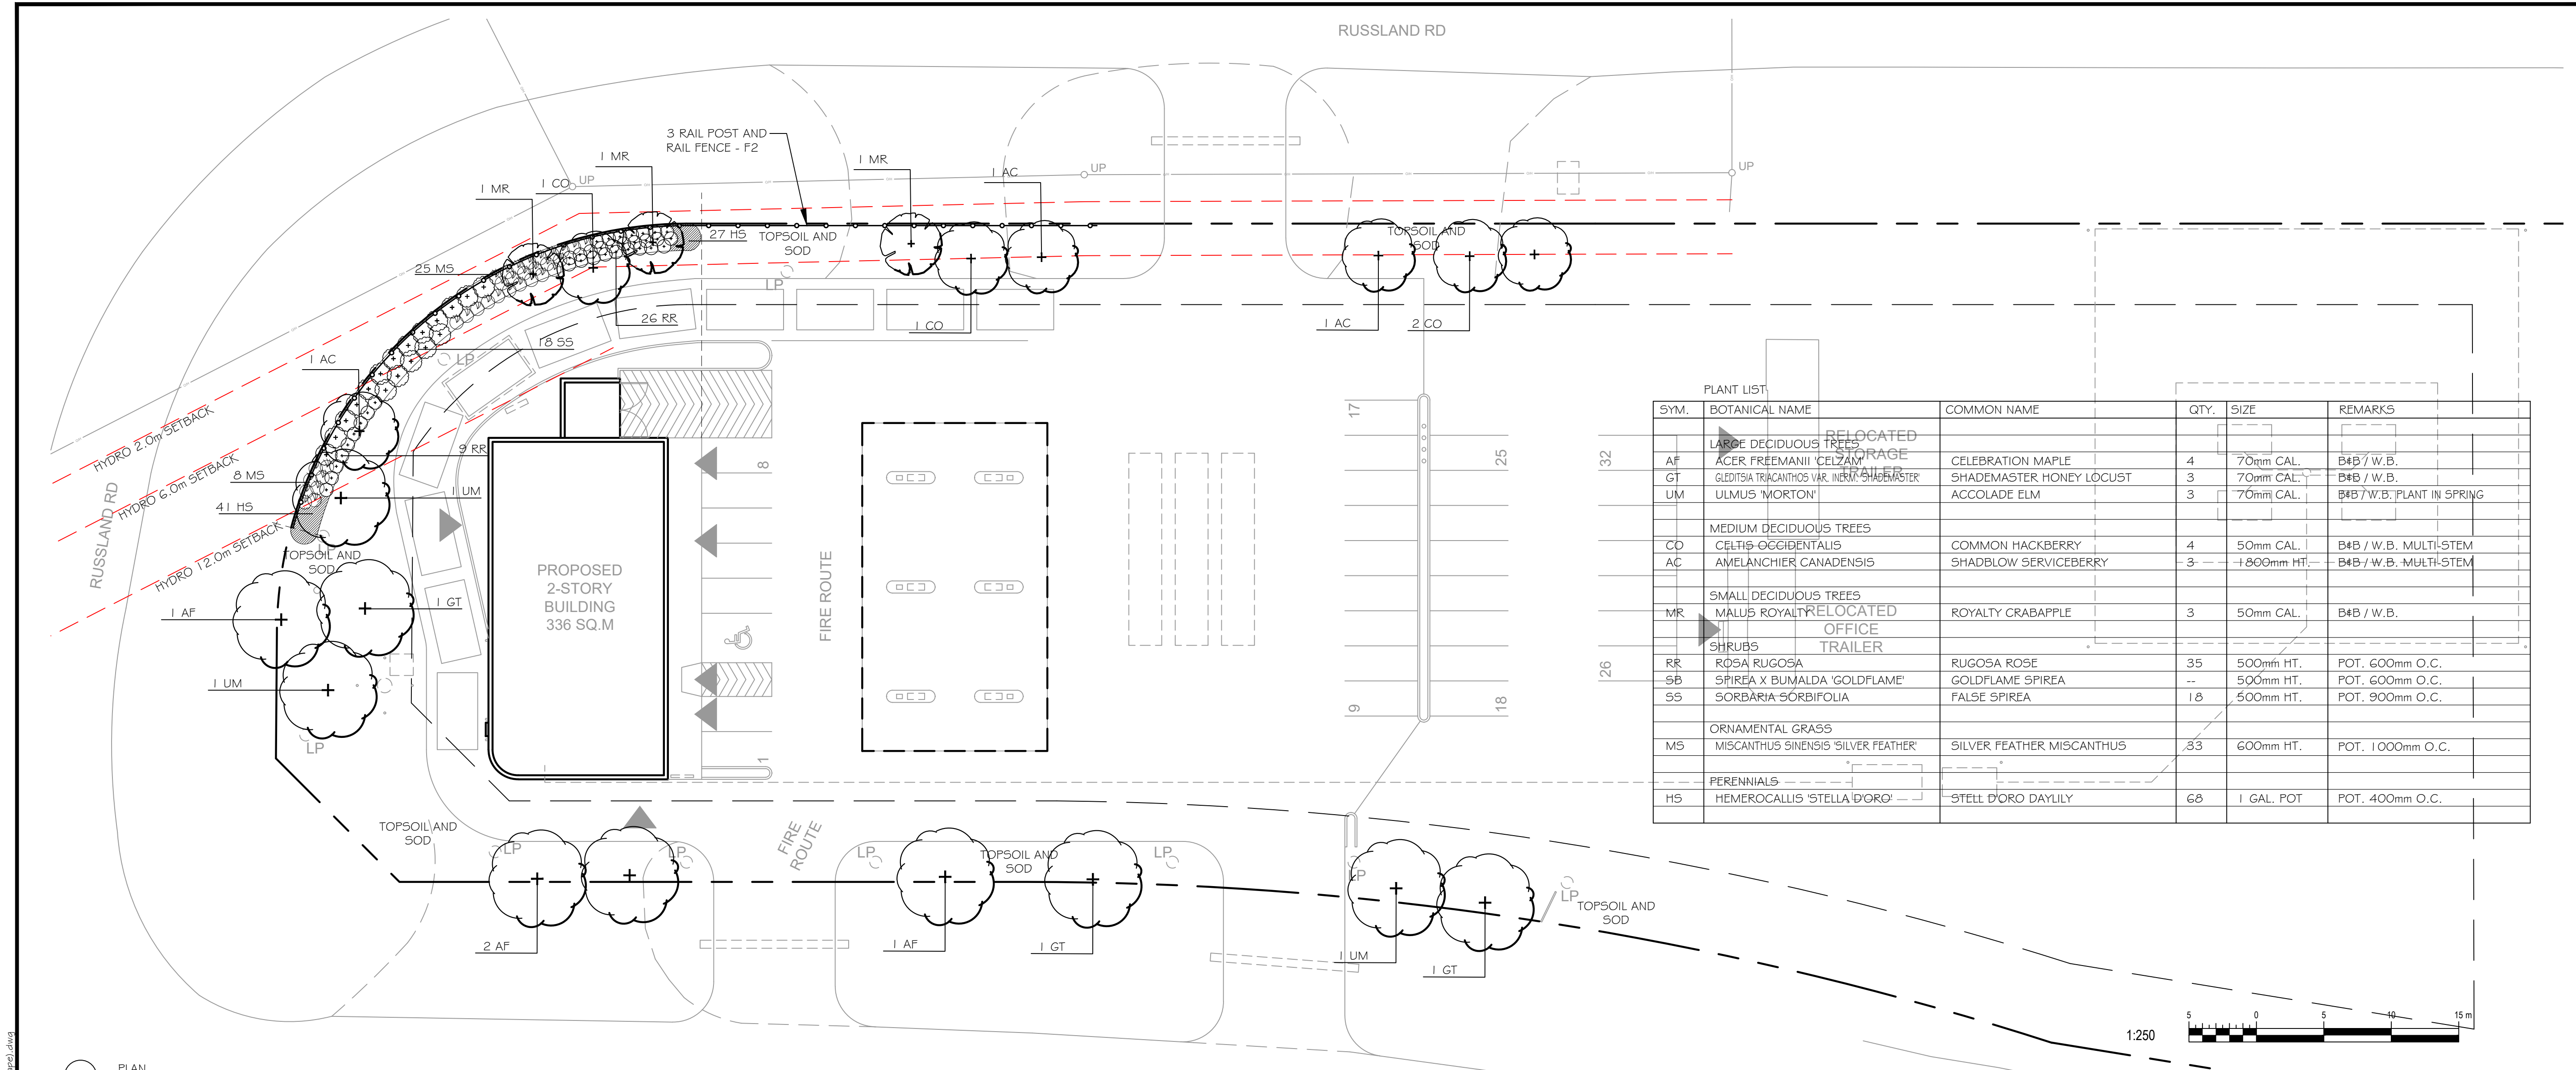 RUSSLAND RD
3 RAIL POST AND
RAIL FENCE - F2
1 MR
1 MR
1 CO
UP
1 MR
1 AC
UP
UP
27 HS
TOPSOIL AND
SOD
TOPSOIL AND
SOD
25 MS
LP
26 RR
1 CO
1 AC
2 CO
18 SS
LP
1 AC
HYDRO 2.0m SETBACK
HYDRO 6.0m SETBACK
HYDRO 12.0m SETBACK
RUSSLAND RD
9 RR
8 MS
1 UM
41 HS
TOPSOIL AND
SOD
1 AF
1 GT
1 UM
LP
PROPOSED
2-STORY
BUILDING
336 SQ.M
8
1
FIRE ROUTE
17
9
25
18
32
26
RELOCATED
STORAGE
TRAILER
RELOCATED
OFFICE
TRAILER
PLANT LIST
SYM. BOTANICAL NAME COMMON NAME QTY. SIZE REMARKS
LARGE DECIDUOUS TREES
AF ACER FREEMANII 'CELZAM' CELEBRATION MAPLE 4 70mm CAL. B&B / W.B.
GT GLEDITSIA TRIACANTHOS VAR. INERM. 'SHADEMASTER' SHADEMASTER HONEY LOCUST 3 70mm CAL. B&B / W.B.
UM ULMUS 'MORTON' ACCOLADE ELM 3 70mm CAL. B&B / W.B. PLANT IN SPRING
MEDIUM DECIDUOUS TREES
CO CELTIS OCCIDENTALIS COMMON HACKBERRY 4 50mm CAL. B&B / W.B. MULTI-STEM
AC AMELANCHIER CANADENSIS SHADBLOW SERVICEBERRY 3 1800mm HT. B&B / W.B. MULTI-STEM
SMALL DECIDUOUS TREES
MR MALUS ROYALTY ROYALTY CRABAPPLE 3 50mm CAL. B&B / W.B.
SHRUBS
RR ROSA RUGOSA RUGOSA ROSE 35 500mm HT. POT. 600mm O.C.
SB SPIREA X BUMALDA 'GOLDFLAME' GOLDFLAME SPIREA -- 500mm HT. POT. 600mm O.C.
SS SORBARIA SORBIFOLIA FALSE SPIREA 18 500mm HT. POT. 900mm O.C.
ORNAMENTAL GRASS
MS MISCANTHUS SINENSIS 'SILVER FEATHER' SILVER FEATHER MISCANTHUS 33 600mm HT. POT. 1000mm O.C.
PERENNIALS
HS HEMEROCALLIS 'STELLA D'ORO' STELL D'ORO DAYLILY 68 1 GAL. POT POT. 400mm O.C.
TOPSOIL AND
SOD
LP
LP
FIRE
ROUTE
LP
TOPSOIL AND
SOD
LP
LP
LP
TOPSOIL AND
SOD
2 AF
1 AF
1 GT
1 UM
1 GT
1:250
5 0 5 10 15 m
PLAN